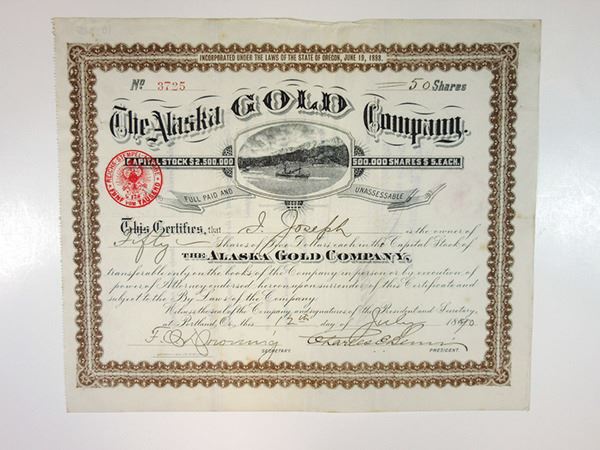 INCORPORATED UNDER THE LAWS OF THE STATE OF OREGON, JUNE 19, 1889.
No 3725
50 Shares
The Alaska GOLD Company.
CAPITAL STOCK $2.500.000 500.000 SHARES $5. EACH.
FULL PAID AND UNASSESSABLE
This Certifies, that I. Joseph is the owner of
Fifty Shares of Five Dollars each in the Capital Stock of
THE ALASKA GOLD COMPANY,
transferable only on the books of the Company in person or by execution of
power of Attorney endorsed hereon upon surrender of this Certificate and
subject to the By Laws of the Company.
Witness the seal of the Company and signatures of the President and Secretary,
at Portland, Or, this 12th day of July 1890.
SECRETARY
PRESIDENT.